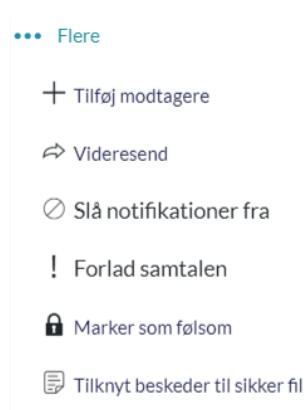 Flere
Tilføj modtagere
Videresend
Slå notifikationer fra
Forlad samtalen
Marker som følsom
Tilknyt beskeder til sikker fil